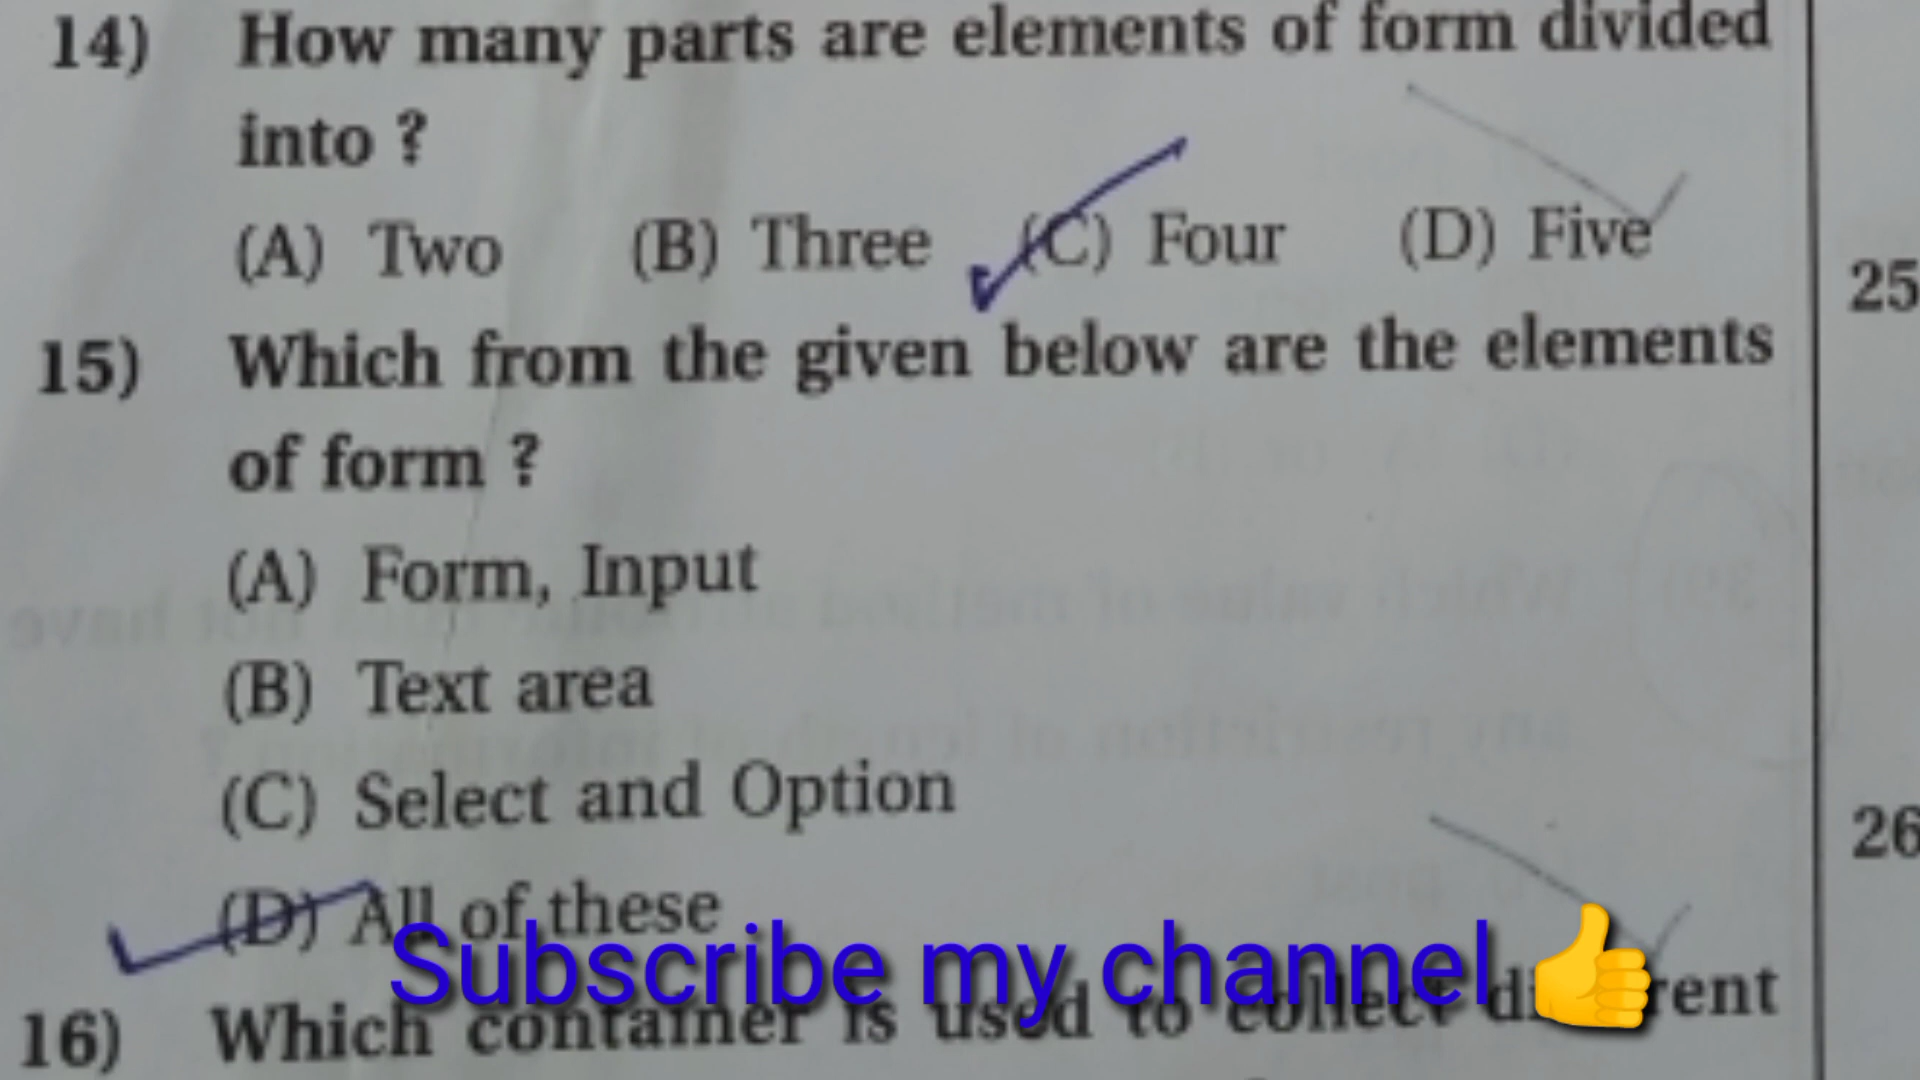 14) How many parts are elements of form divided
into ?
(A) Two (B) Three (C) Four (D) Five
15) Which from the given below are the elements
of form ?
(A) Form, Input
(B) Text area
(C) Select and Option
(D) All of these
Subscribe my channel 👍
16) Which container is used to collect
25
26